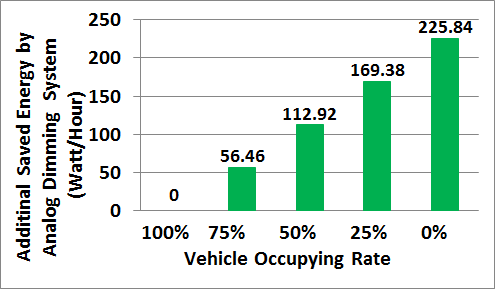 Additinal Saved Energy by
Analog Dimming System
(Watt/Hour)
250
200
150
100
50
0
0
56.46
112.92
169.38
225.84
100% 75% 50% 25% 0%
Vehicle Occupying Rate